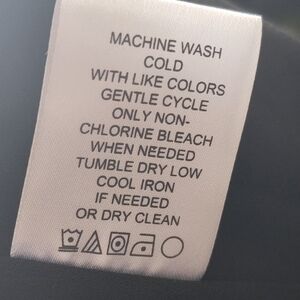 MACHINE WASH
COLD
WITH LIKE COLORS
GENTLE CYCLE
ONLY NON-
CHLORINE BLEACH
WHEN NEEDED
TUMBLE DRY LOW
COOL IRON
IF NEEDED
OR DRY CLEAN